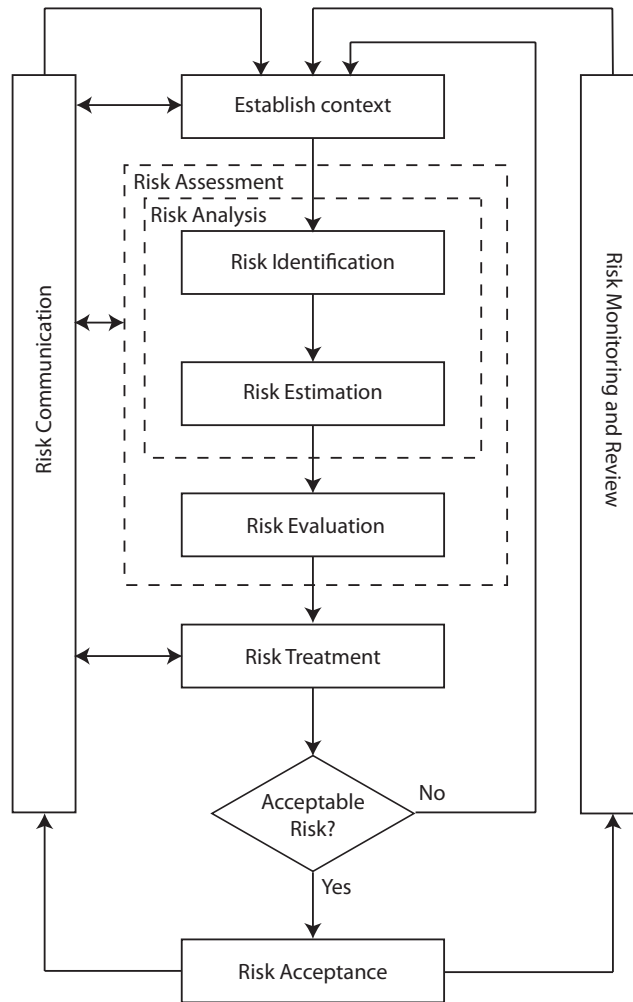 Establish context
Risk Assessment
Risk Analysis
Risk Identification
Risk Estimation
Risk Evaluation
Risk Treatment
Acceptable
Risk?
No
Yes
Risk Acceptance
Risk Communication
Risk Monitoring and Review